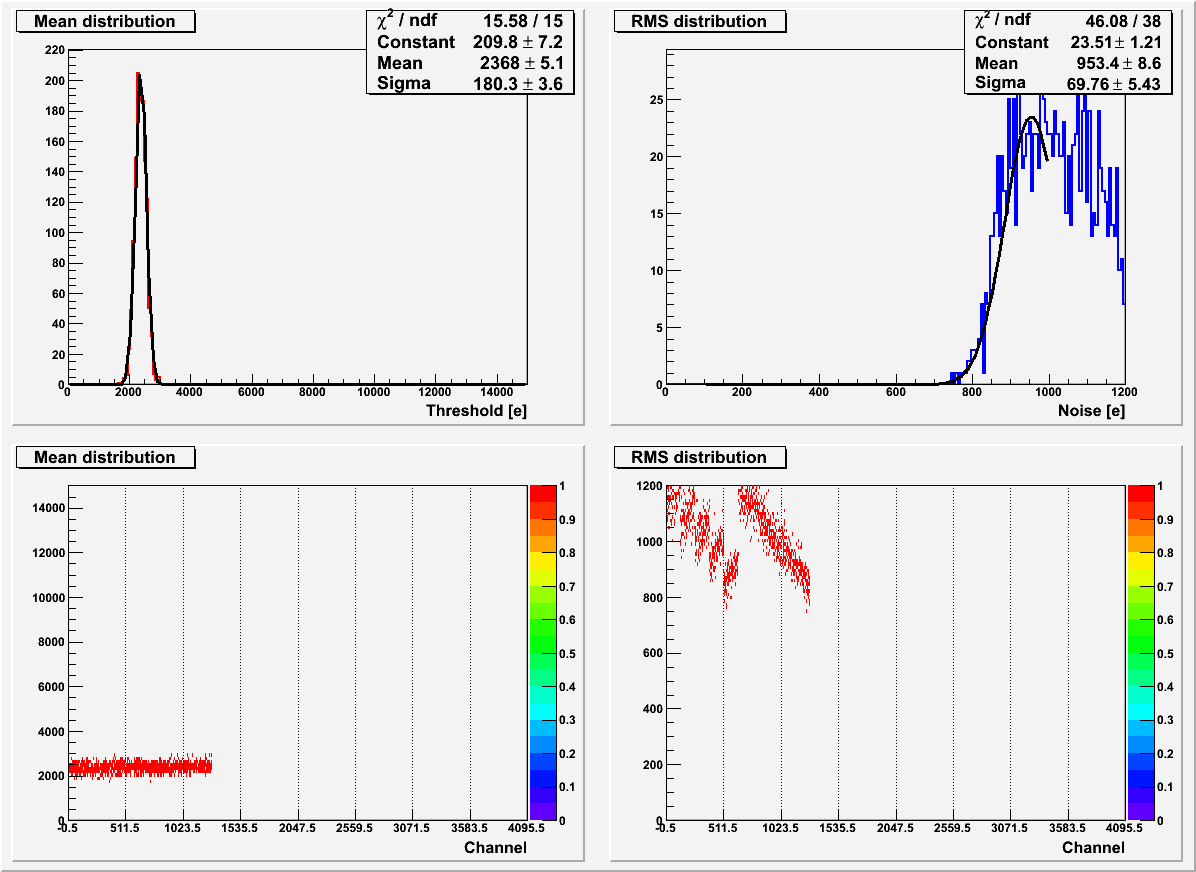 Mean distribution
χ2 / ndf 15.58 / 15
Constant 209.8 ± 7.2
Mean 2368 ± 5.1
Sigma 180.3 ± 3.6
220
200
180
160
140
120
100
80
60
40
20
0
0 2000 4000 6000 8000 10000 12000 14000
Threshold [e]
RMS distribution
χ2 / ndf 46.08 / 38
Constant 23.51 ± 1.21
Mean 953.4 ± 8.6
Sigma 69.76 ± 5.43
25
20
15
10
5
0
0 200 400 600 800 1000 1200
Noise [e]
Mean distribution
14000
12000
10000
8000
6000
4000
2000
0
-0.5 511.5 1023.5 1535.5 2047.5 2559.5 3071.5 3583.5 4095.5
Channel
1
0.9
0.8
0.7
0.6
0.5
0.4
0.3
0.2
0.1
0
RMS distribution
1200
1000
800
600
400
200
0
-0.5 511.5 1023.5 1535.5 2047.5 2559.5 3071.5 3583.5 4095.5
Channel
1
0.9
0.8
0.7
0.6
0.5
0.4
0.3
0.2
0.1
0